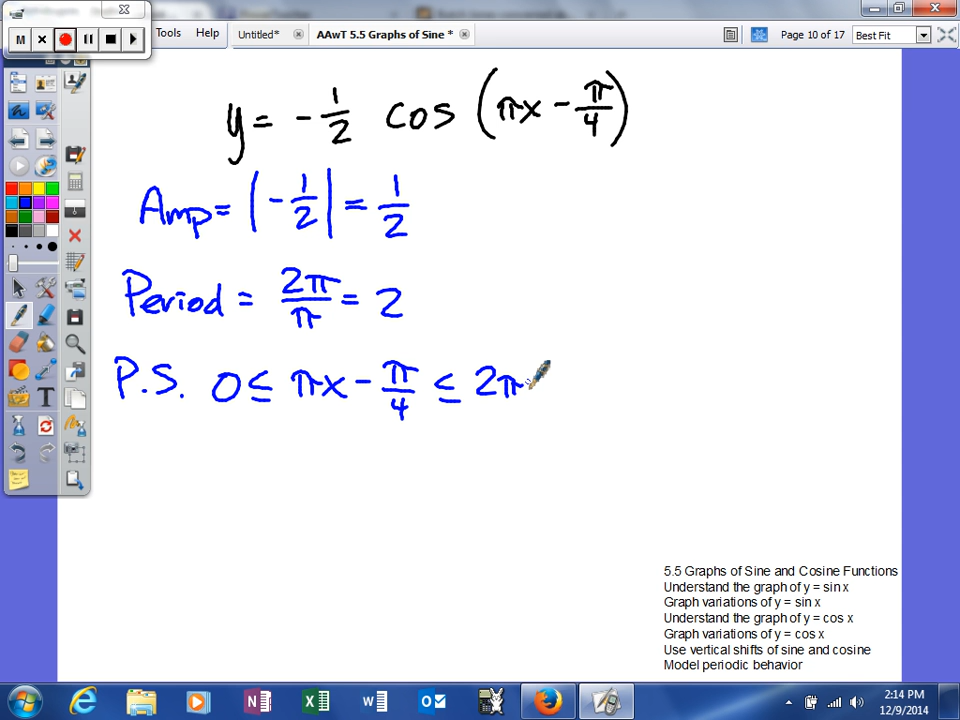 Tools Help Untitled* AAwT 5.5 Graphs of Sine * Page 10 of 17 Best Fit
M
y = -1/2 cos (πx - π/4)
Amp = |-1/2| = 1/2
Period = 2π/π = 2
P.S. 0 ≤ πx - π/4 ≤ 2π
5.5 Graphs of Sine and Cosine Functions
Understand the graph of y = sin x
Graph variations of y = sin x
Understand the graph of y = cos x
Graph variations of y = cos x
Use vertical shifts of sine and cosine
Model periodic behavior
2:14 PM
12/9/2014